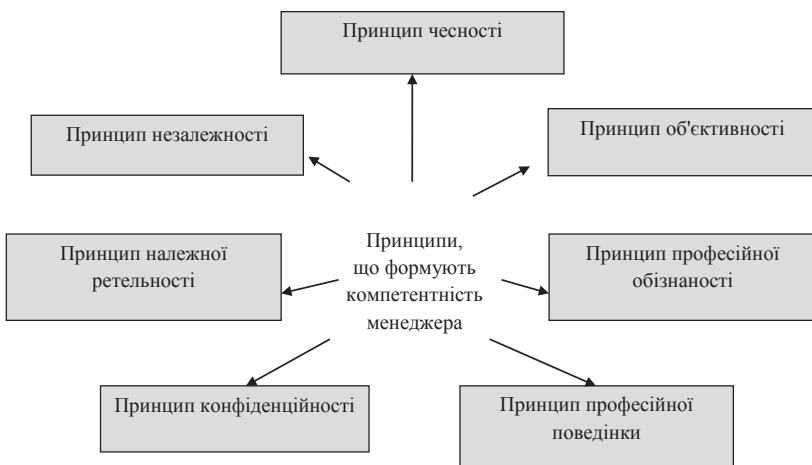 Принцип чесності
Принцип незалежності
Принцип об'єктивності
Принцип належної
ретельності
Принципи,
що формують
компетентність
менеджера
Принцип професійної
обізнаності
Принцип конфіденційності
Принцип професійної
поведінки